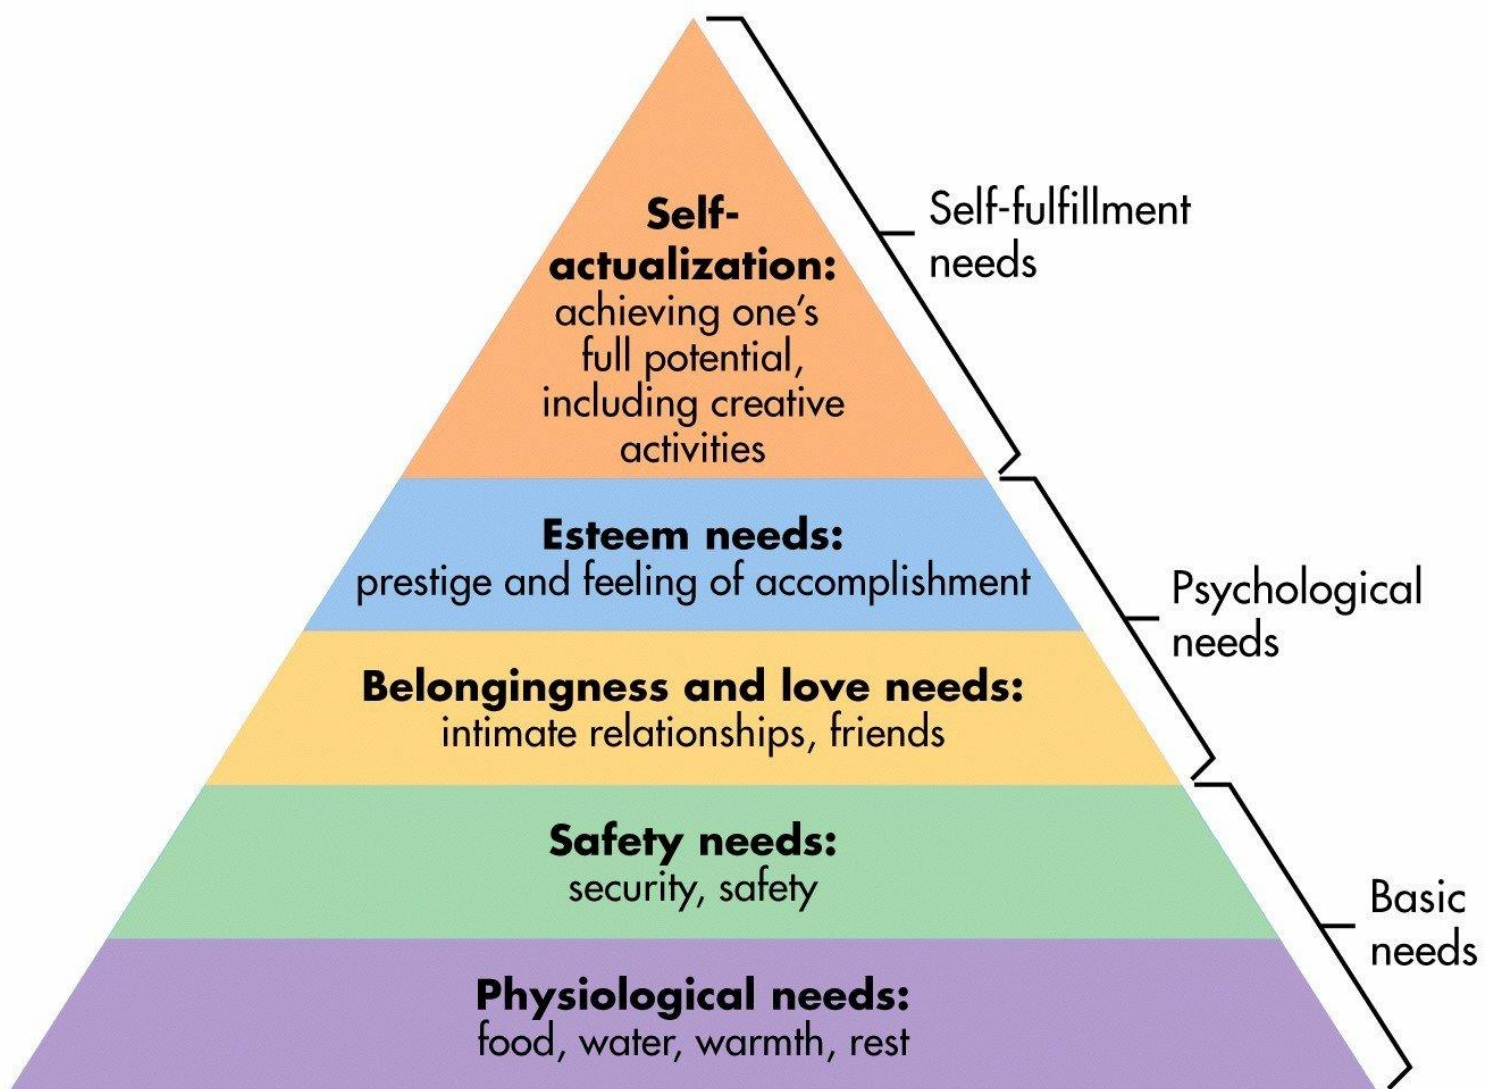 Self-
actualization:
achieving one’s
full potential,
including creative
activities
Self-fulfillment
needs
Esteem needs:
prestige and feeling of accomplishment
Belongingness and love needs:
intimate relationships, friends
Psychological
needs
Safety needs:
security, safety
Physiological needs:
food, water, warmth, rest
Basic
needs